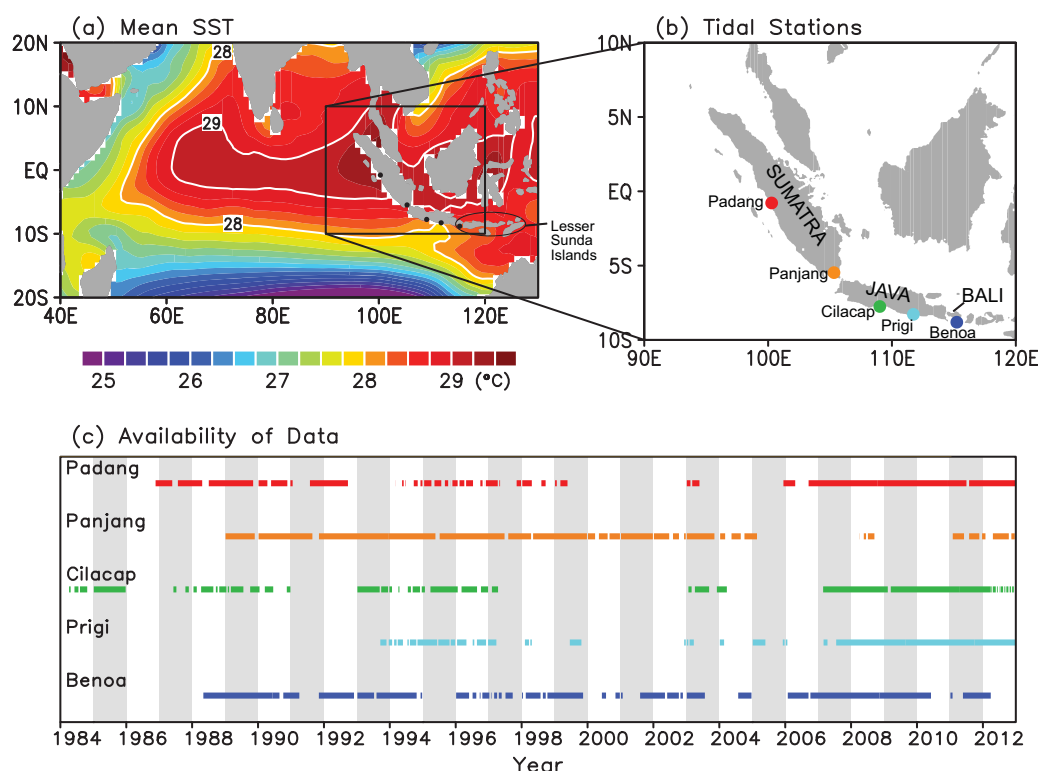 (a) Mean SST
20N
10N
EQ
10S
20S
40E
60E
80E
100E
120E
28
29
28
Lesser
Sunda
Islands
25
26
27
28
29 (°C)
(b) Tidal Stations
10N
5N
EQ
5S
10S
90E
100E
110E
120E
SUMATRA
Padang
Panjang
JAVA
BALI
Cilacap
Prigi
Benoa
(c) Availability of Data
Padang
Panjang
Cilacap
Prigi
Benoa
1984 1986 1988 1990 1992 1994 1996 1998 2000 2002 2004 2006 2008 2010 2012
Year